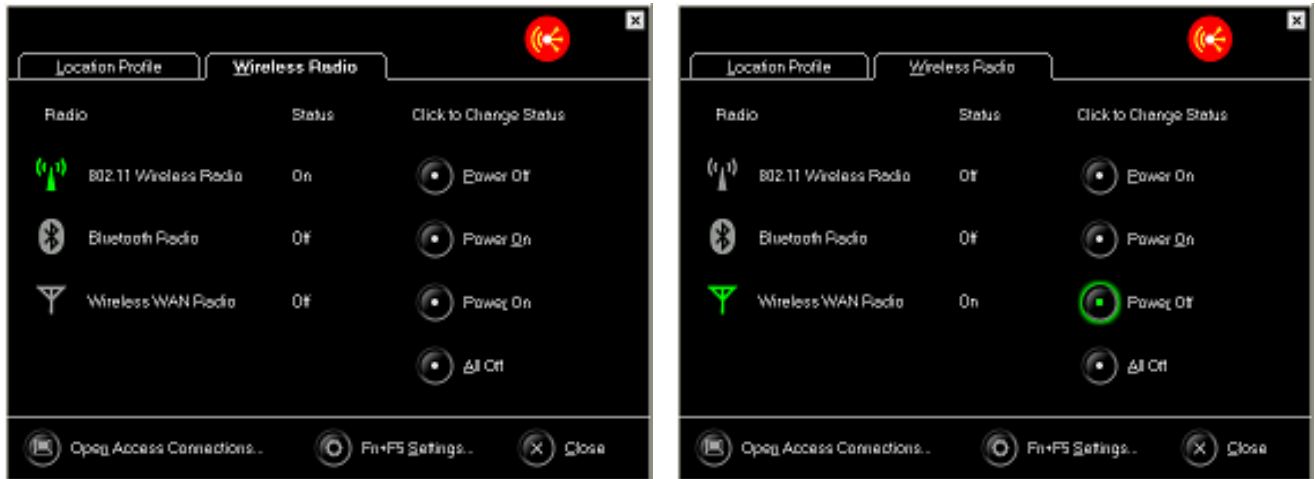 Location Profile Wireless Radio
Radio Status Click to Change Status
802.11 Wireless Radio On Power Off
Bluetooth Radio Off Power On
Wireless WAN Radio Off Power On
All Off
Open Access Connections.. Fn+F5 Settings.. Close
Location Profile Wireless Radio
Radio Status Click to Change Status
802.11 Wireless Radio Off Power On
Bluetooth Radio Off Power On
Wireless WAN Radio On Power Off
All Off
Open Access Connections.. Fn+F5 Settings.. Close